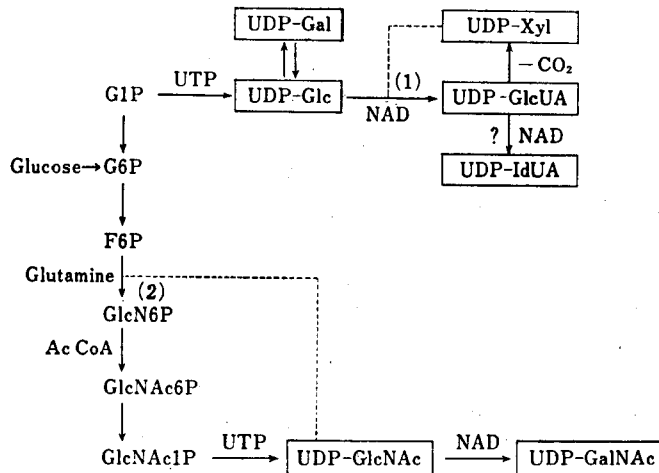 UDP-Gal
UDP-Xyl
UTP
(1)
-CO₂
G1P
UDP-Glc
NAD
UDP-GlcUA
? NAD
Glucose→G6P
UDP-IdUA
F6P
Glutamine
(2)
GlcN6P
Ac CoA
GlcNAc6P
GlcNAc1P
UTP
UDP-GlcNAc
NAD
UDP-GalNAc